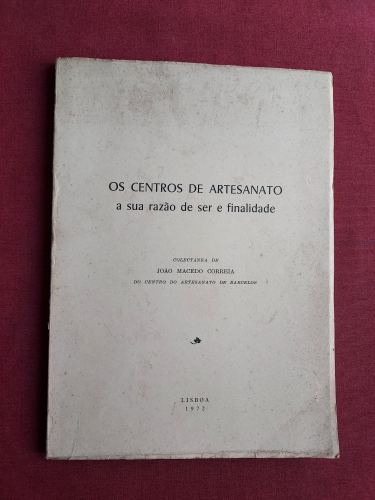 OS CENTROS DE ARTESANATO
a sua razão de ser e finalidade
COLECTANEA DE
JOÃO MACEDO CORREIA
DO CENTRO DO ARTESANATO DE BARCELOS
LISBOA
1972